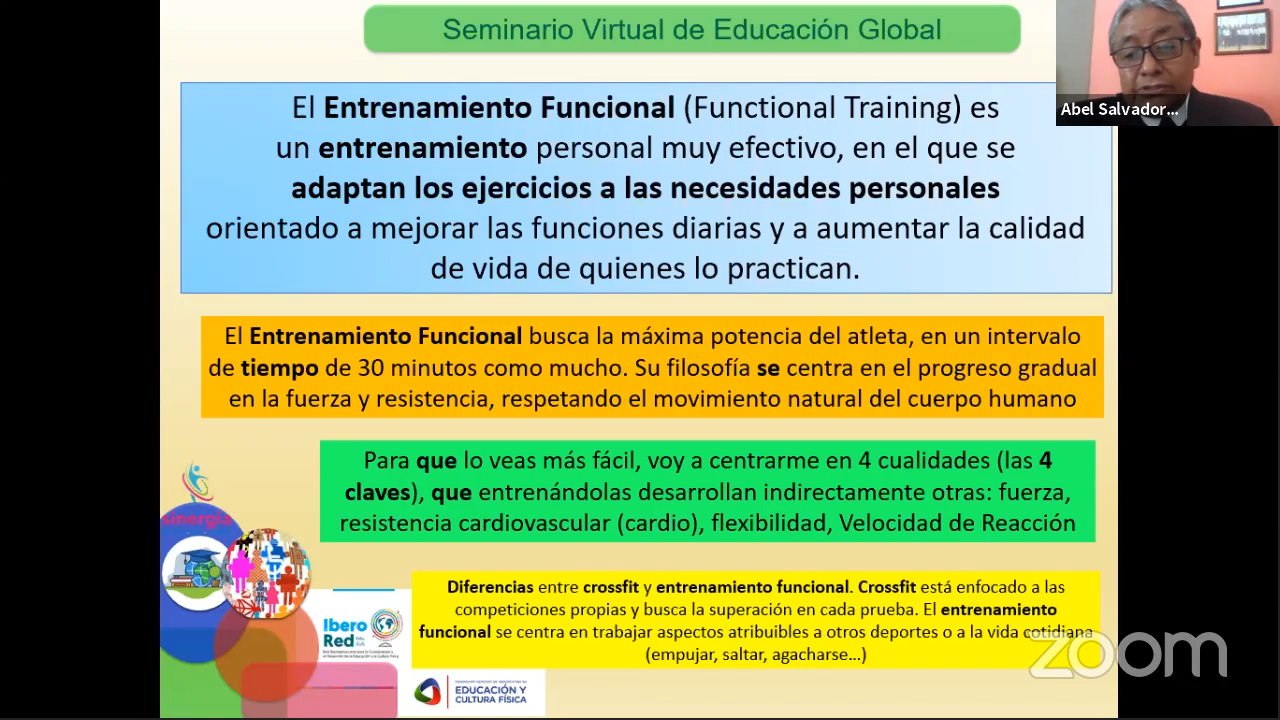 Seminario Virtual de Educación Global
Abel Salvador...
El Entrenamiento Funcional (Functional Training) es
un entrenamiento personal muy efectivo, en el que se
adaptan los ejercicios a las necesidades personales
orientado a mejorar las funciones diarias y a aumentar la calidad
de vida de quienes lo practican.
El Entrenamiento Funcional busca la máxima potencia del atleta, en un intervalo
de tiempo de 30 minutos como mucho. Su filosofía se centra en el progreso gradual
en la fuerza y resistencia, respetando el movimiento natural del cuerpo humano
Para que lo veas más fácil, voy a centrarme en 4 cualidades (las 4
claves), que entrenándolas desarrollan indirectamente otras: fuerza,
resistencia cardiovascular (cardio), flexibilidad, Velocidad de Reacción
sinergia
Diferencias entre crossfit y entrenamiento funcional. Crossfit está enfocado a las
competiciones propias y busca la superación en cada prueba. El entrenamiento
funcional se centra en trabajar aspectos atribuibles a otros deportes o a la vida cotidiana
(empujar, saltar, agacharse...)
Ibero
Red
zoom
EDUCACIÓN Y
CULTURA FÍSICA